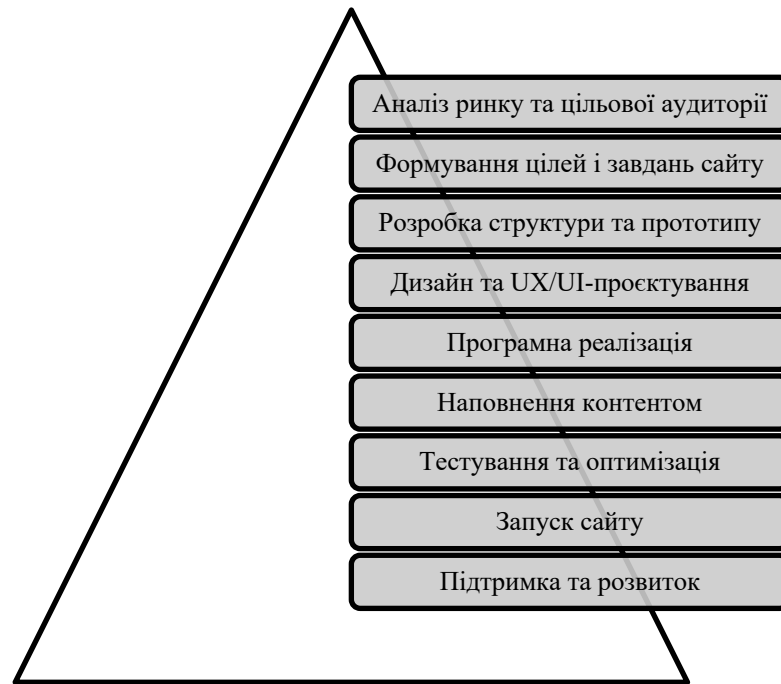 Аналіз ринку та цільової аудиторії
Формування цілей і завдань сайту
Розробка структури та прототипу
Дизайн та UX/UI-проєктування
Програмна реалізація
Наповнення контентом
Тестування та оптимізація
Запуск сайту
Підтримка та розвиток